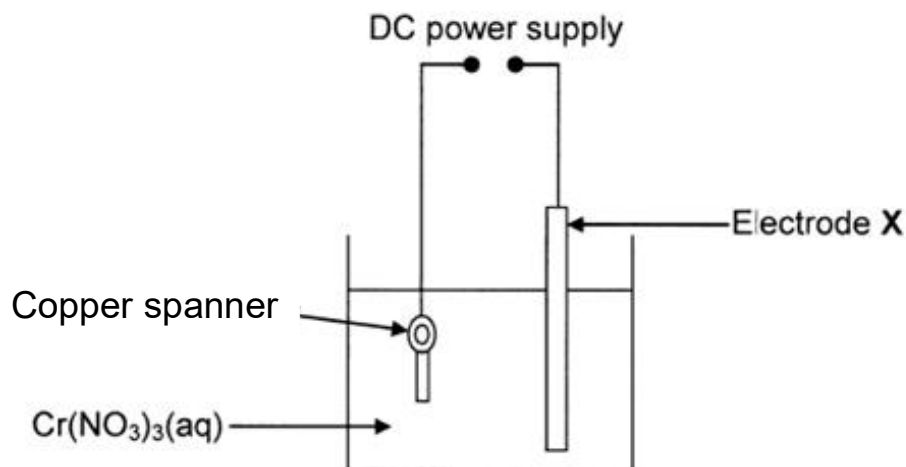 DC power supply
Electrode X
Copper spanner
Cr(NO₃)₃(aq)